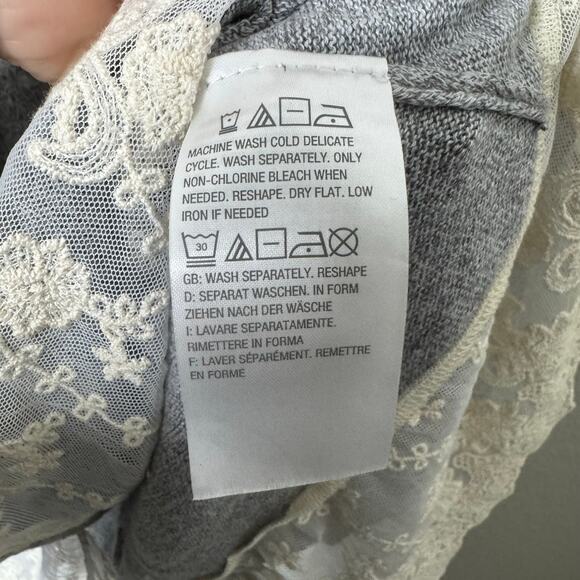 MACHINE WASH COLD DELICATE
CYCLE. WASH SEPARATELY. ONLY
NON-CHLORINE BLEACH WHEN
NEEDED. RESHAPE. DRY FLAT. LOW
IRON IF NEEDED
30
GB: WASH SEPARATELY. RESHAPE
D: SEPARAT WASCHEN. IN FORM
ZIEHEN NACH DER WÄSCHE
I: LAVARE SEPARATAMENTE.
RIMETTERE IN FORMA
F: LAVER SÉPARÉMENT. REMETTRE
EN FORME